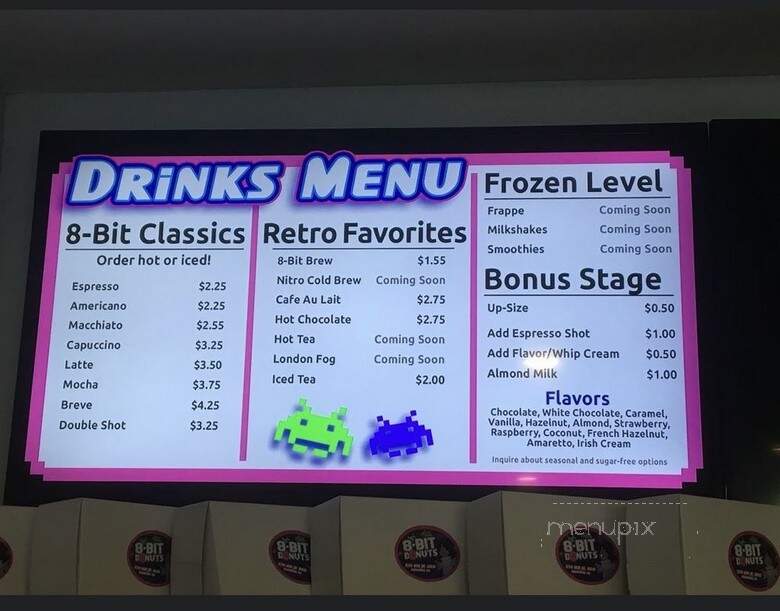 DRiNKS MENU
8-Bit Classics
Order hot or iced!
Espresso $2.25
Americano $2.25
Macchiato $2.55
Capuccino $3.25
Latte $3.50
Mocha $3.75
Breve $4.25
Double Shot $3.25
Retro Favorites
8-Bit Brew $1.55
Nitro Cold Brew Coming Soon
Cafe Au Lait $2.75
Hot Chocolate $2.75
Hot Tea Coming Soon
London Fog Coming Soon
Iced Tea $2.00
Frozen Level
Frappe Coming Soon
Milkshakes Coming Soon
Smoothies Coming Soon
Bonus Stage
Up-Size $0.50
Add Espresso Shot $1.00
Add Flavor/Whip Cream $0.50
Almond Milk $1.00
Flavors
Chocolate, White Chocolate, Caramel,
Vanilla, Hazelnut, Almond, Strawberry,
Raspberry, Coconut, French Hazelnut,
Amaretto, Irish Cream
Inquire about seasonal and sugar-free options
menupix
8-BIT
DONUTS
8-BIT
DONUTS
8-BIT
DONUTS
8-BIT
DONUTS
8-BIT
DONUTS